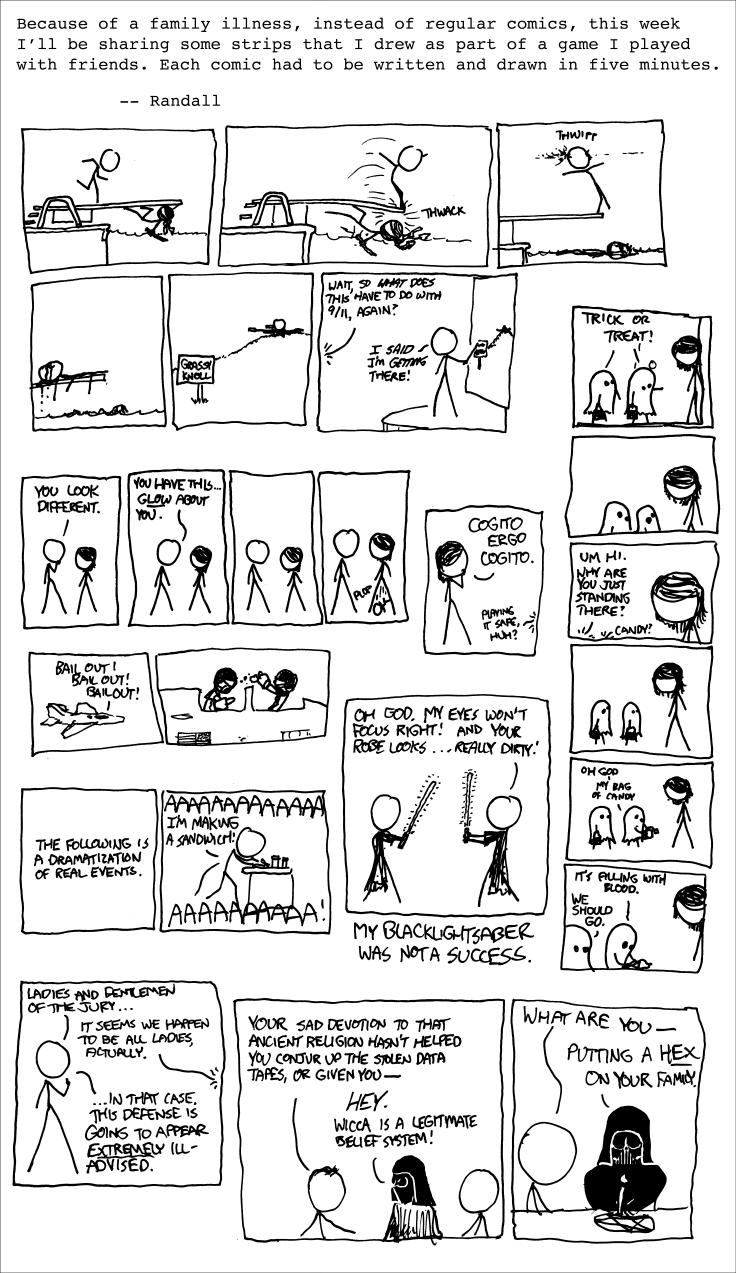 Because of a family illness, instead of regular comics, this week
I'll be sharing some strips that I drew as part of a game I played
with friends. Each comic had to be written and drawn in five minutes.
-- Randall
THWACK
THWIPP
GRASSY
KNOLL
WAIT, SO WHAT DOES
THIS HAVE TO DO WITH
9/11, AGAIN?
I SAID
I'M GETTING
THERE!
TRICK OR
TREAT!
UM HI.
WHY ARE
YOU JUST
STANDING
THERE?
CANDY?
OH GOD
MY BAG
OF CANDY
IT'S FILLING WITH
BLOOD.
WE
SHOULD
GO.
YOU LOOK
DIFFERENT.
YOU HAVE THIS...
GLOW ABOUT
YOU.
PLOP
COGITO
ERGO
COGITO.
PLAYING
IT SAFE,
HUH?
BAIL OUT!
BAIL OUT!
BAILOUT!
OH GOD, MY EYES WON'T
FOCUS RIGHT! AND YOUR
ROBE LOOKS ...REALLY DIRTY!
MY BLACKLIGHTSABER
WAS NOT A SUCCESS.
THE FOLLOWING IS
A DRAMATIZATION
OF REAL EVENTS.
AAAAAAAAAAAA
I'M MAKING
A SANDWICH!
AAAAAAAAAA!
LADIES AND GENTLEMEN
OF THE JURY...
IT SEEMS WE HAPPEN
TO BE ALL LADIES,
ACTUALLY.
...IN THAT CASE,
THIS DEFENSE IS
GOING TO APPEAR
EXTREMELY ILL-
ADVISED.
YOUR SAD DEVOTION TO THAT
ANCIENT RELIGION HASN'T HELPED
YOU CONJUR UP THE STOLEN DATA
TAPES, OR GIVEN YOU—
HEY.
WICCA IS A LEGITIMATE
BELIEF SYSTEM!
WHAT ARE YOU—
PUTTING A HEX
ON YOUR FAMILY.